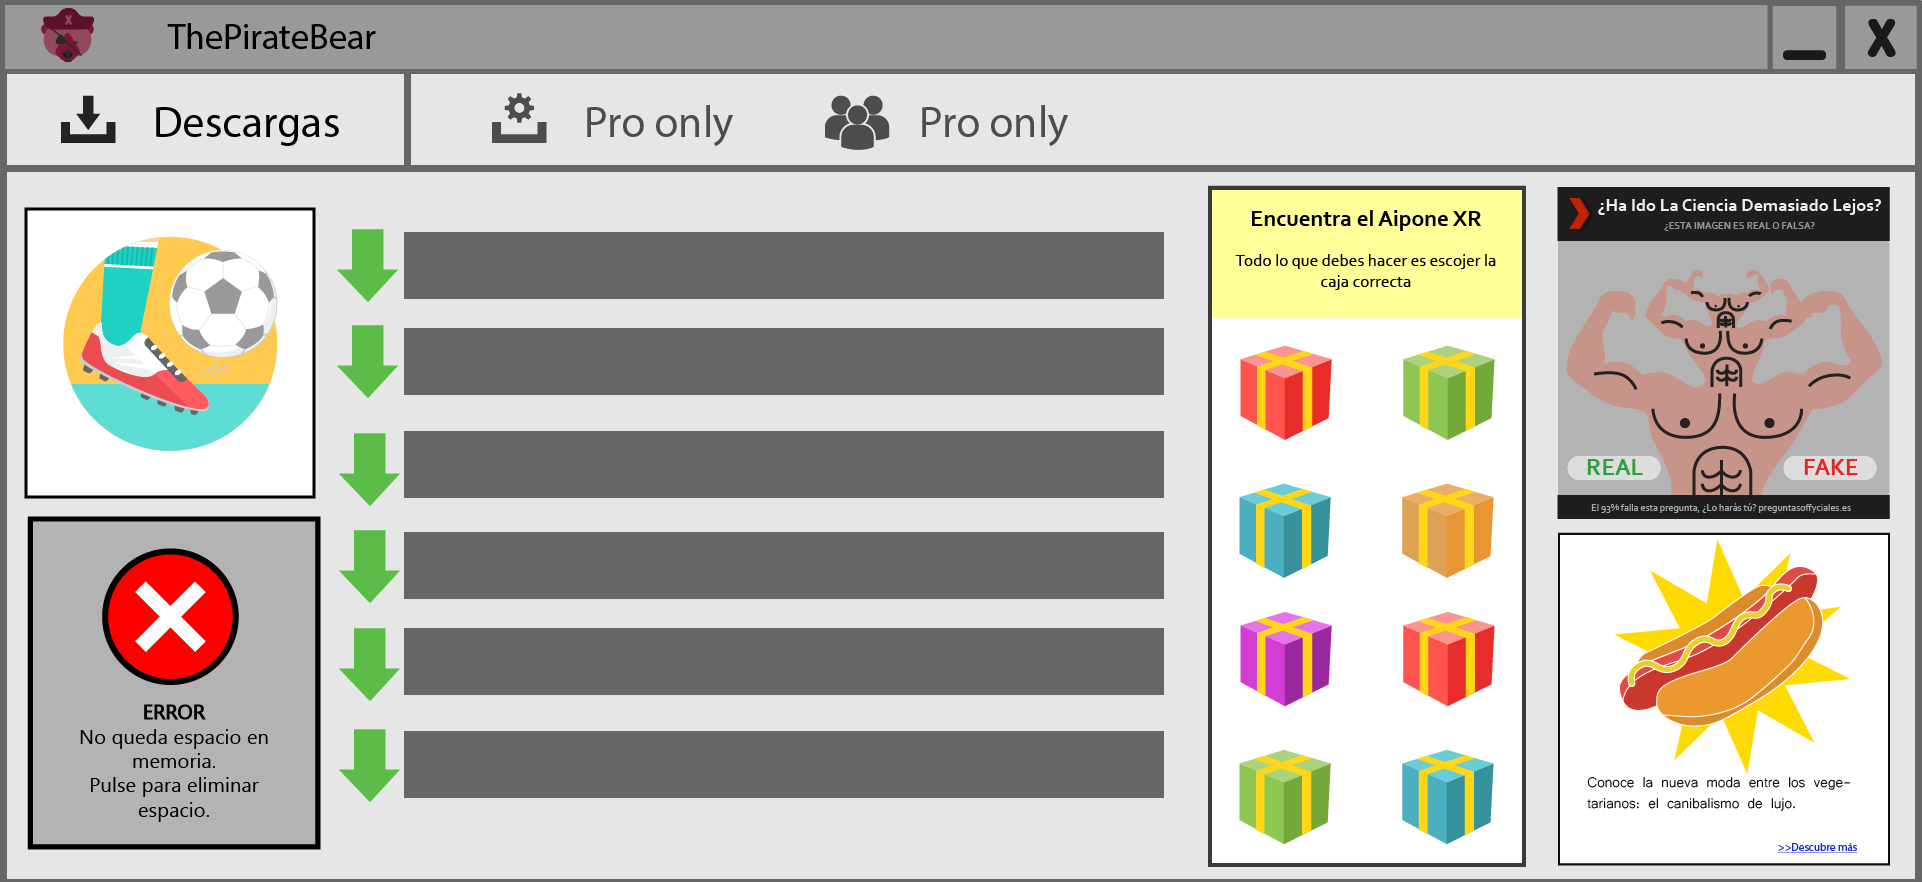 ThePirateBear
X
Descargas
Pro only
Pro only
ERROR
No queda espacio en
memoria.
Pulse para eliminar
espacio.
Encuentra el Aipone XR
Todo lo que debes hacer es escojer la
caja correcta
¿Ha Ido La Ciencia Demasiado Lejos?
¿ESTA IMAGEN ES REAL O FALSA?
REAL
FAKE
El 93% falla esta pregunta, ¿Lo harás tú? preguntasoffyciales.es
Conoce la nueva moda entre los vege-
tarianos: el canibalismo de lujo.
>>Descubre más